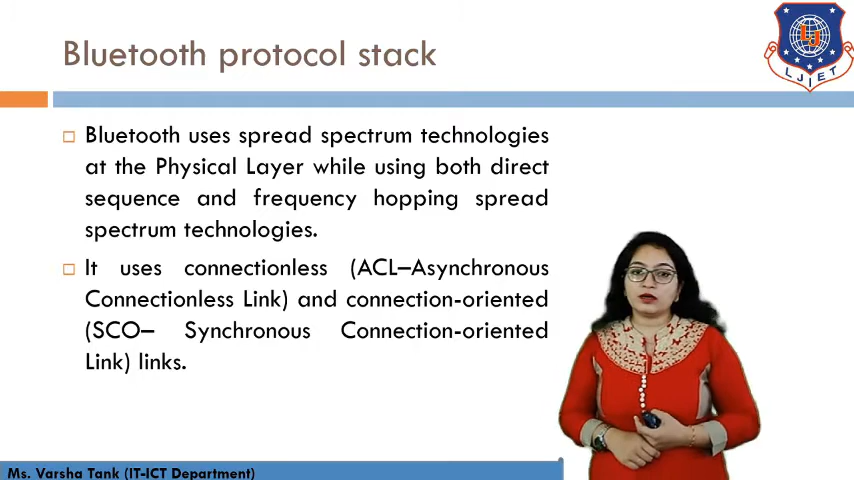 Bluetooth protocol stack
LJIET
Bluetooth uses spread spectrum technologies
at the Physical Layer while using both direct
sequence and frequency hopping spread
spectrum technologies.
It uses connectionless (ACL–Asynchronous
Connectionless Link) and connection-oriented
(SCO– Synchronous Connection-oriented
Link) links.
Ms. Varsha Tank (IT-ICT Department)